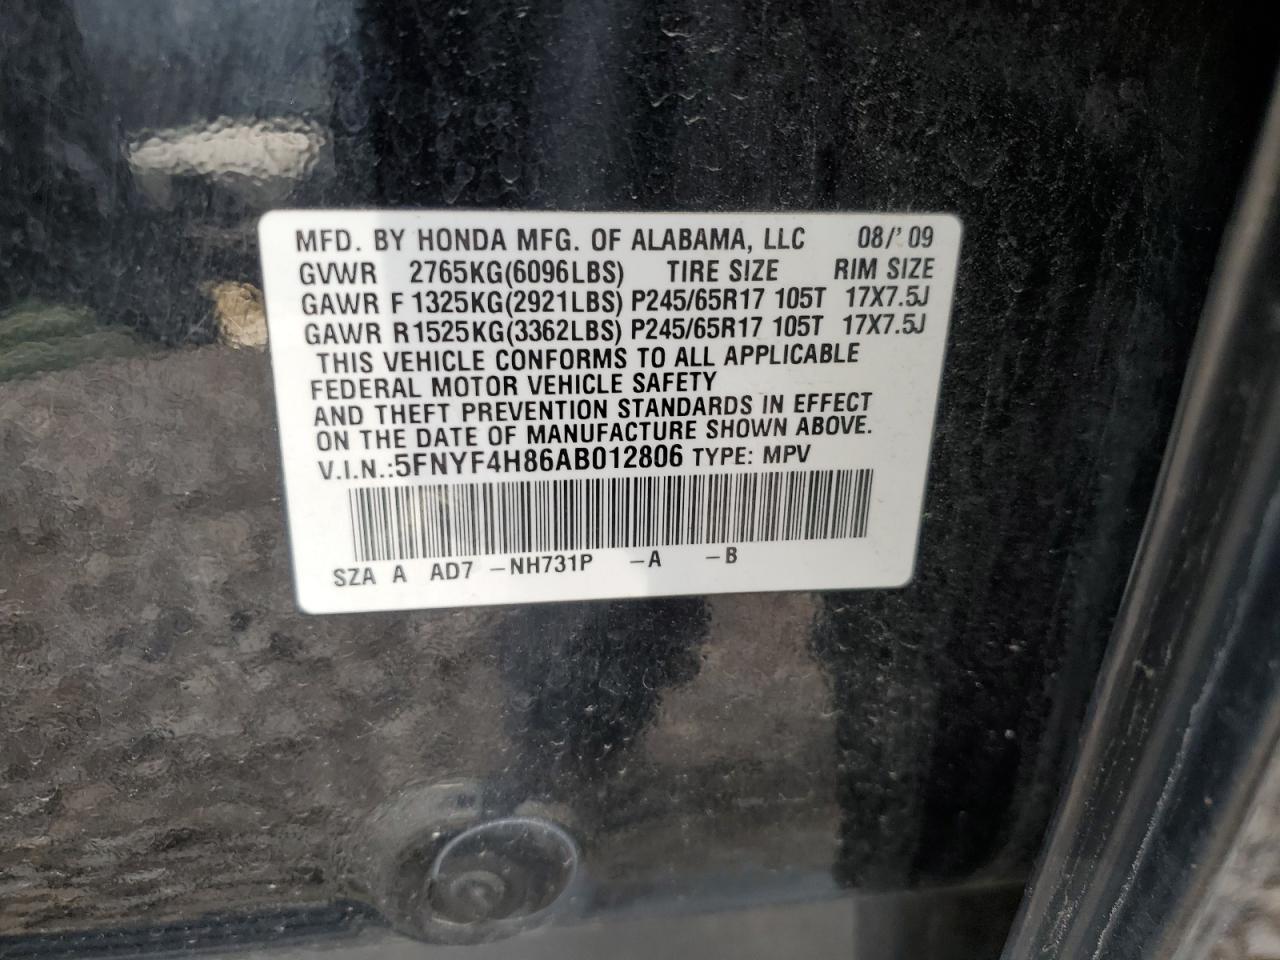 MFD. BY HONDA MFG. OF ALABAMA, LLC 08/'09
GVWR 2765KG(6096LBS) TIRE SIZE RIM SIZE
GAWR F 1325KG(2921LBS) P245/65R17 105T 17X7.5J
GAWR R1525KG(3362LBS) P245/65R17 105T 17X7.5J
THIS VEHICLE CONFORMS TO ALL APPLICABLE
FEDERAL MOTOR VEHICLE SAFETY
AND THEFT PREVENTION STANDARDS IN EFFECT
ON THE DATE OF MANUFACTURE SHOWN ABOVE.
V.I.N.:5FNYF4H86AB012806 TYPE: MPV
SZA A AD7 –NH731P –A –B